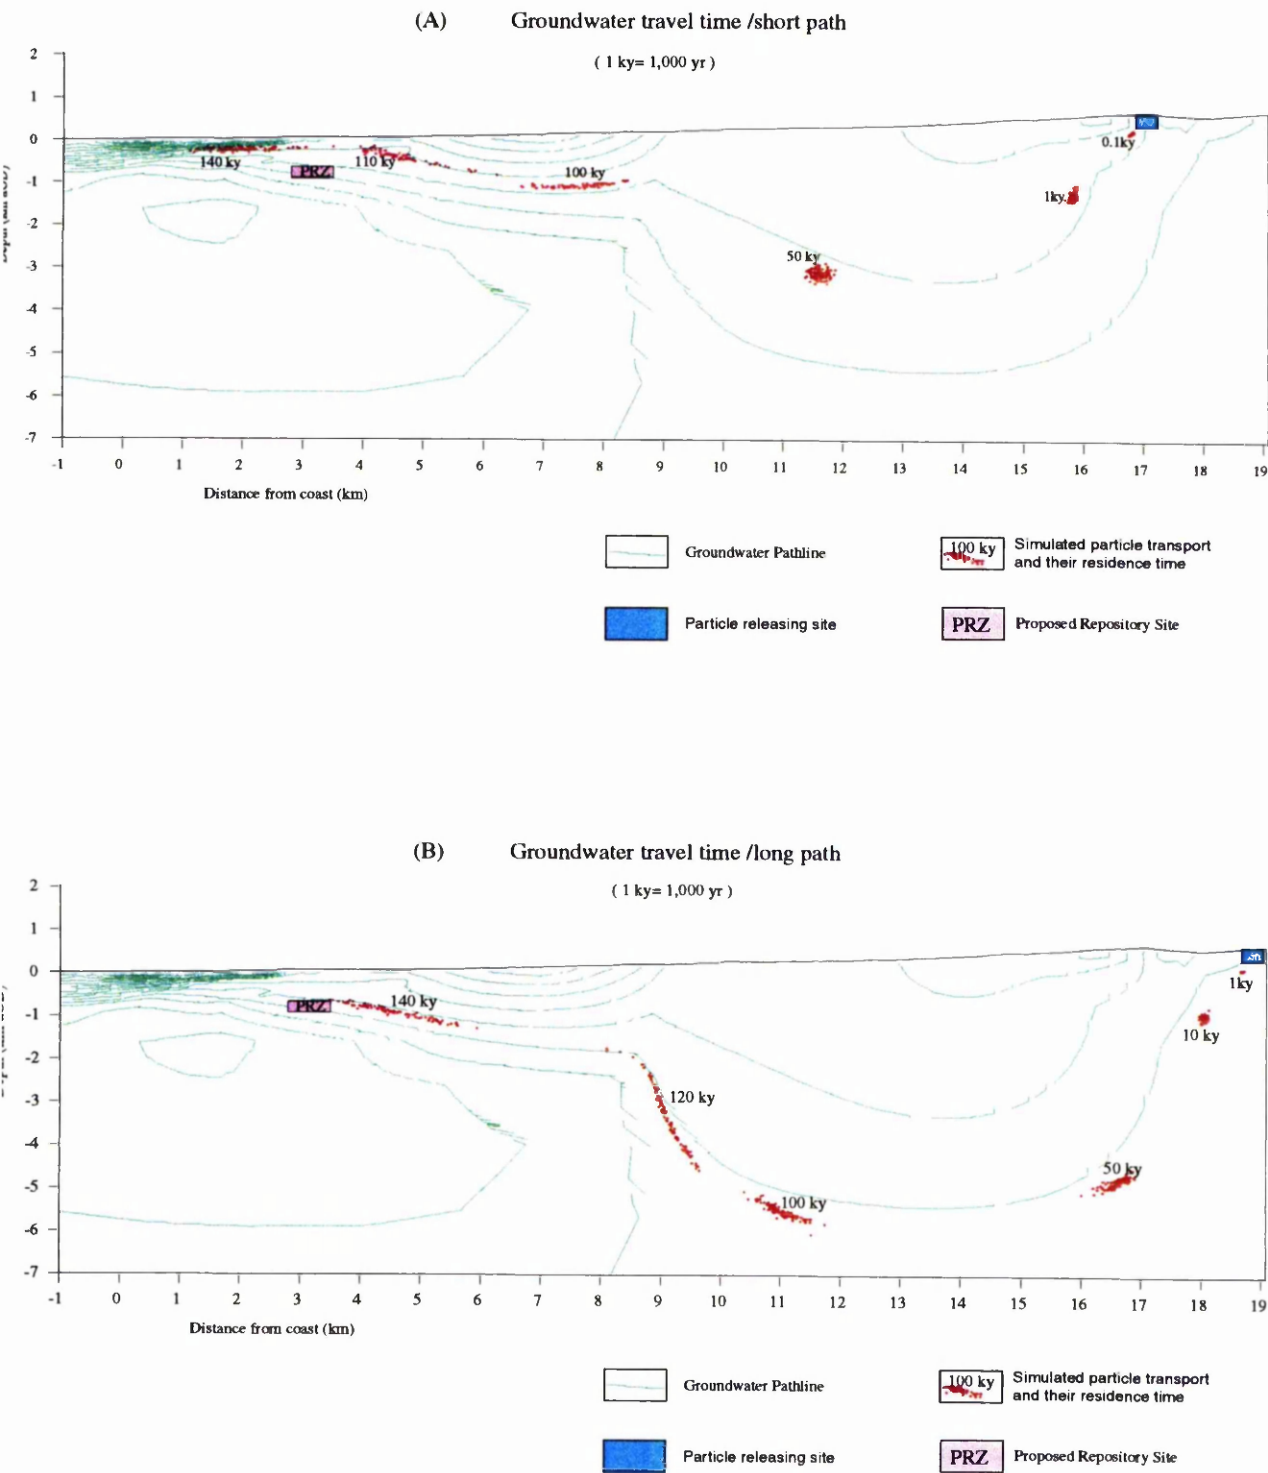 (A) Groundwater travel time /short path
( 1 ky= 1,000 yr )
2
1
0
-1
-2
-3
-4
-5
-6
-7
140 ky
PRZ
110 ky
100 ky
50 ky
1ky
0.1ky
-1 0 1 2 3 4 5 6 7 8 9 10 11 12 13 14 15 16 17 18 19
Distance from coast (km)
Groundwater Pathline
100 ky
Simulated particle transport
and their residence time
Particle releasing site
PRZ
Proposed Repository Site
(B) Groundwater travel time /long path
( 1 ky= 1,000 yr )
2
1
0
-1
-2
-3
-4
-5
-6
-7
PRZ
140 ky
120 ky
100 ky
50 ky
10 ky
1ky
-1 0 1 2 3 4 5 6 7 8 9 10 11 12 13 14 15 16 17 18 19
Distance from coast (km)
Groundwater Pathline
100 ky
Simulated particle transport
and their residence time
Particle releasing site
PRZ
Proposed Repository Site